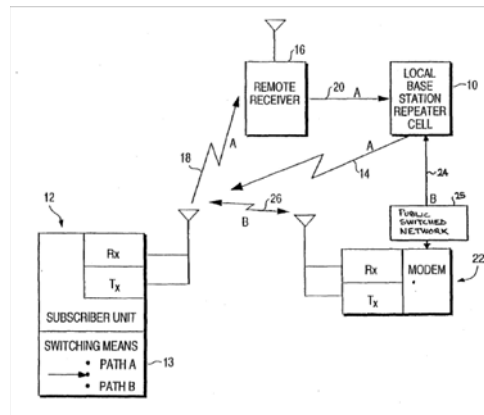 16
REMOTE
RECEIVER
20
A
LOCAL
BASE
STATION
REPEATER
CELL
10
18
A
A
14
24
26
B
B
PUBLIC
SWITCHED
NETWORK
25
12
Rx
Tx
SUBSCRIBER UNIT
SWITCHING MEANS
PATH A
PATH B
13
Rx
Tx
MODEM
22